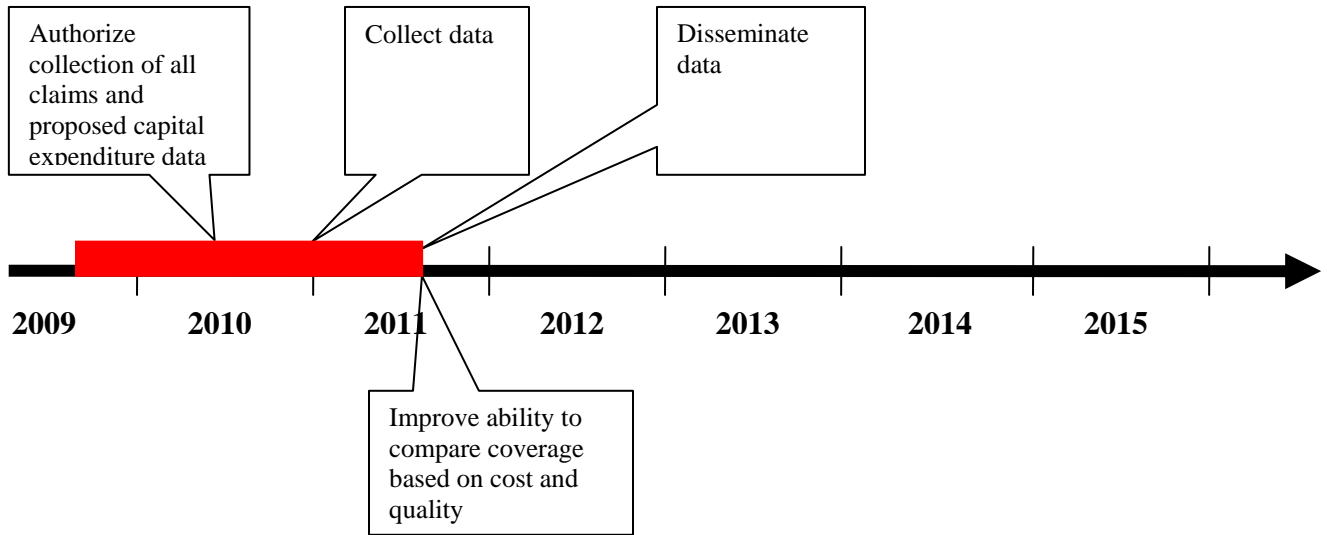 Authorize
collection of all
claims and
proposed capital
expenditure data
Collect data
Disseminate
data
2009 2010 2011 2012 2013 2014 2015
Improve ability to
compare coverage
based on cost and
quality